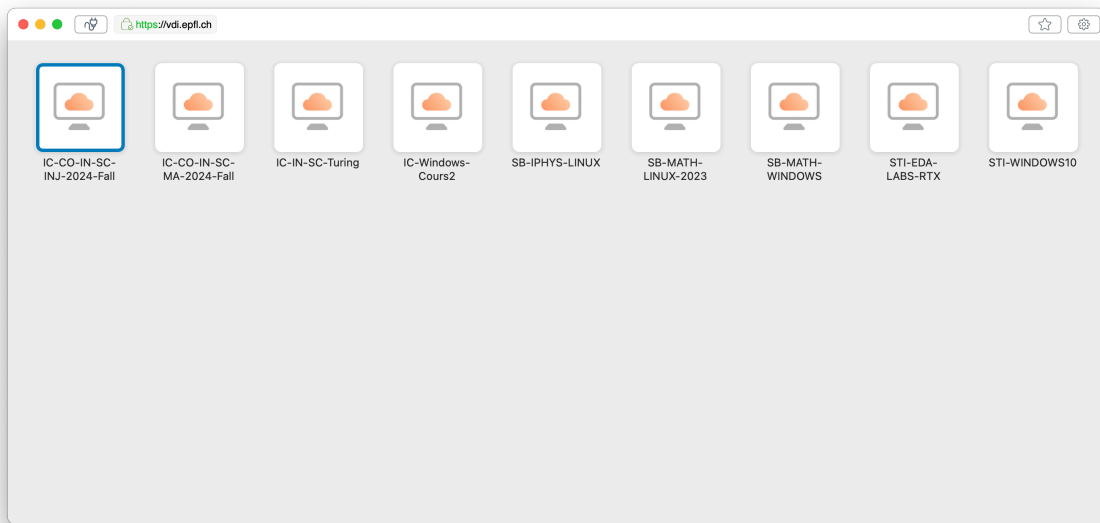 https://vdi.epfl.ch
IC-CO-IN-SC-
INJ-2024-Fall
IC-CO-IN-SC-
MA-2024-Fall
IC-IN-SC-Turing
IC-Windows-
Cours2
SB-IPHYS-LINUX
SB-MATH-
LINUX-2023
SB-MATH-
WINDOWS
STI-EDA-
LABS-RTX
STI-WINDOWS10